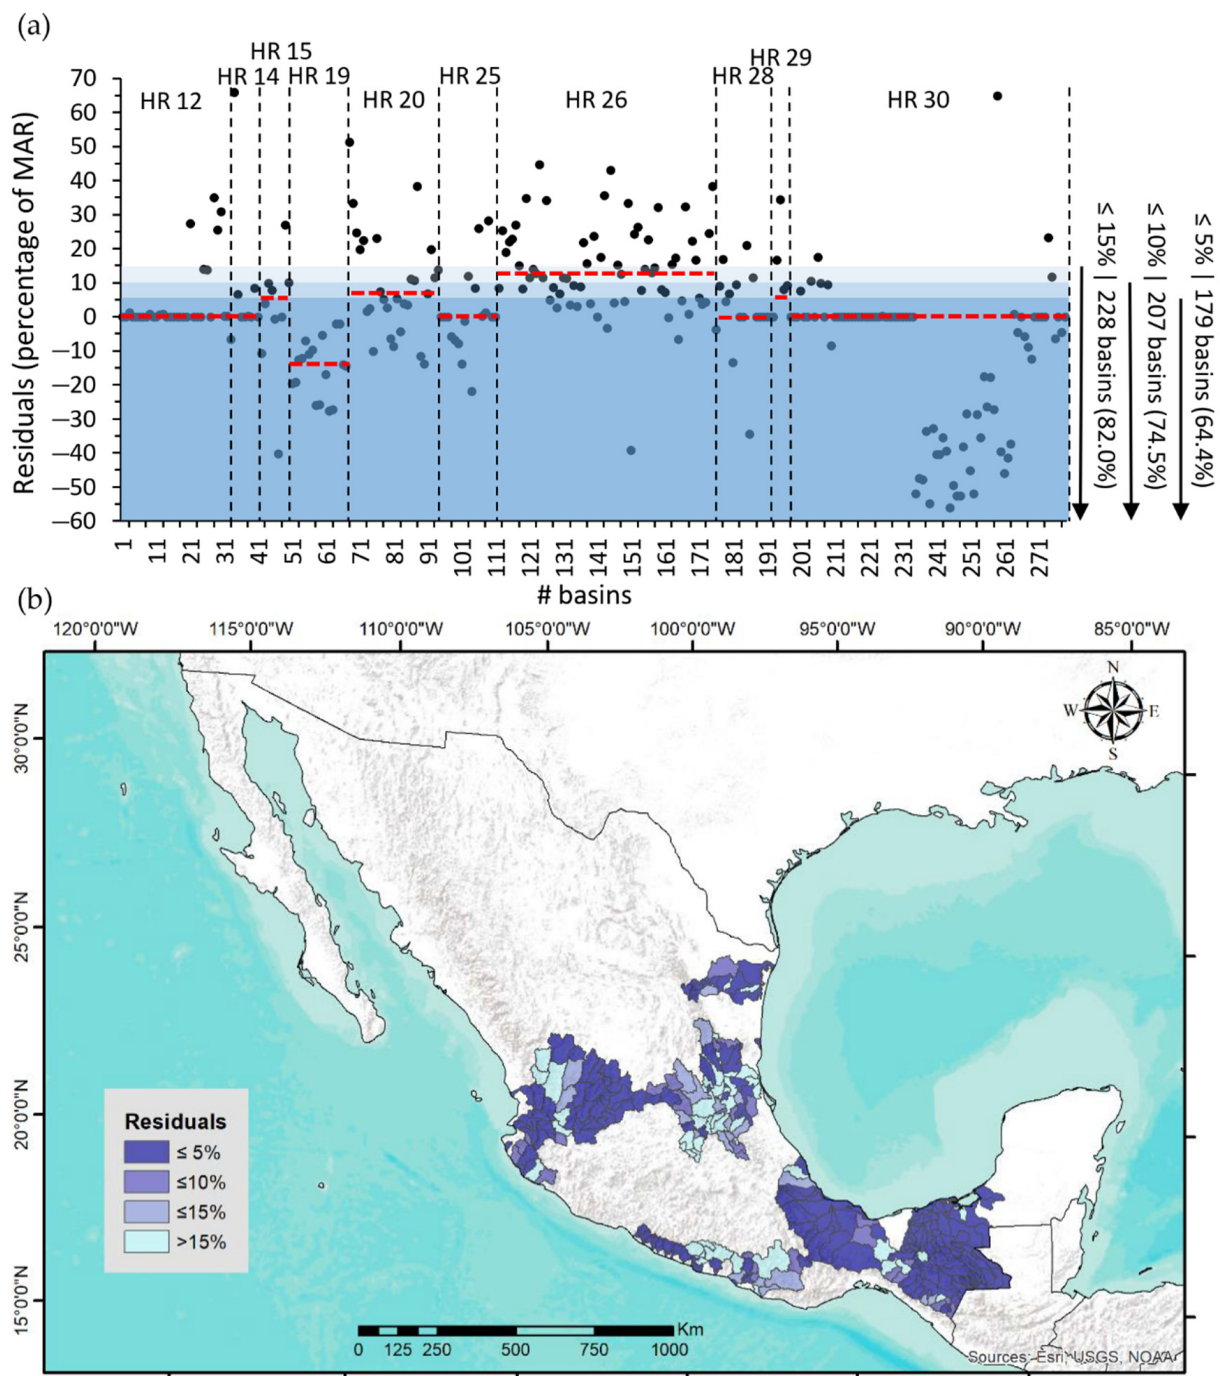 (a)
HR 15
HR 14
HR 19
HR 25
HR 28
HR 29
HR 12
HR 20
HR 26
HR 30
70
60
50
40
30
20
10
0
−10
−20
−30
−40
−50
−60
Residuals (percentage of MAR)
≤ 15% | 228 basins (82.0%)
≤ 10% | 207 basins (74.5%)
≤ 5% | 179 basins (64.4%)
1 11 21 31 41 51 61 71 81 91 101 111 121 131 141 151 161 171 181 191 201 211 221 231 241 251 261 271
# basins
(b)
120°0'0"W 115°0'0"W 110°0'0"W 105°0'0"W 100°0'0"W 95°0'0"W 90°0'0"W 85°0'0"W
N
W E
S
30°0'0"N
25°0'0"N
20°0'0"N
15°0'0"N
Residuals
≤ 5%
≤10%
≤15%
>15%
Km
0 125 250 500 750 1000
Sources: Esri, USGS, NOAA